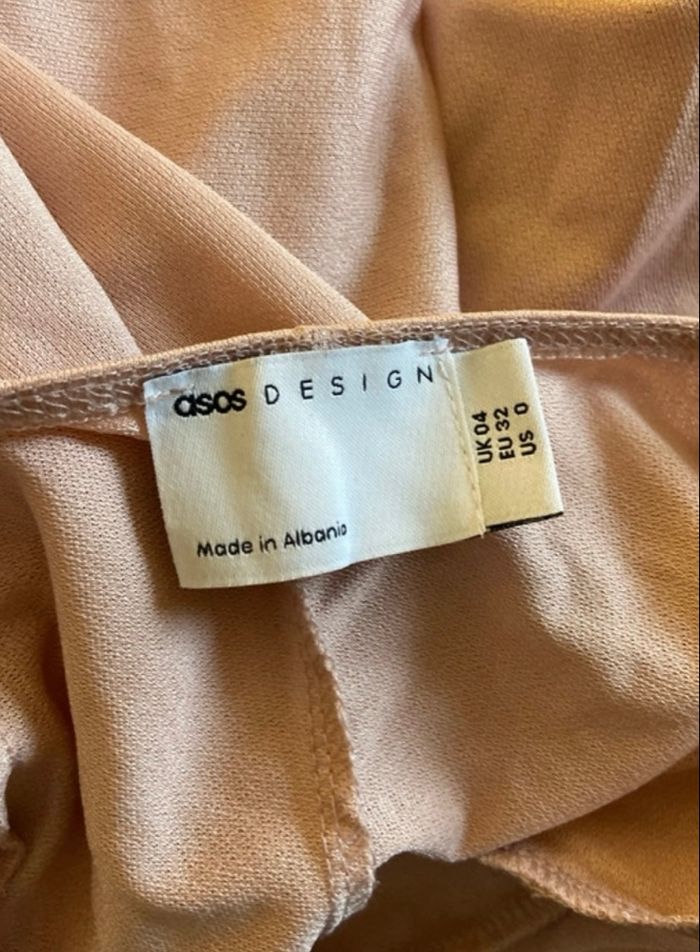 asos DESIGN
Made in Albania
UK 04
EU 32
US 0